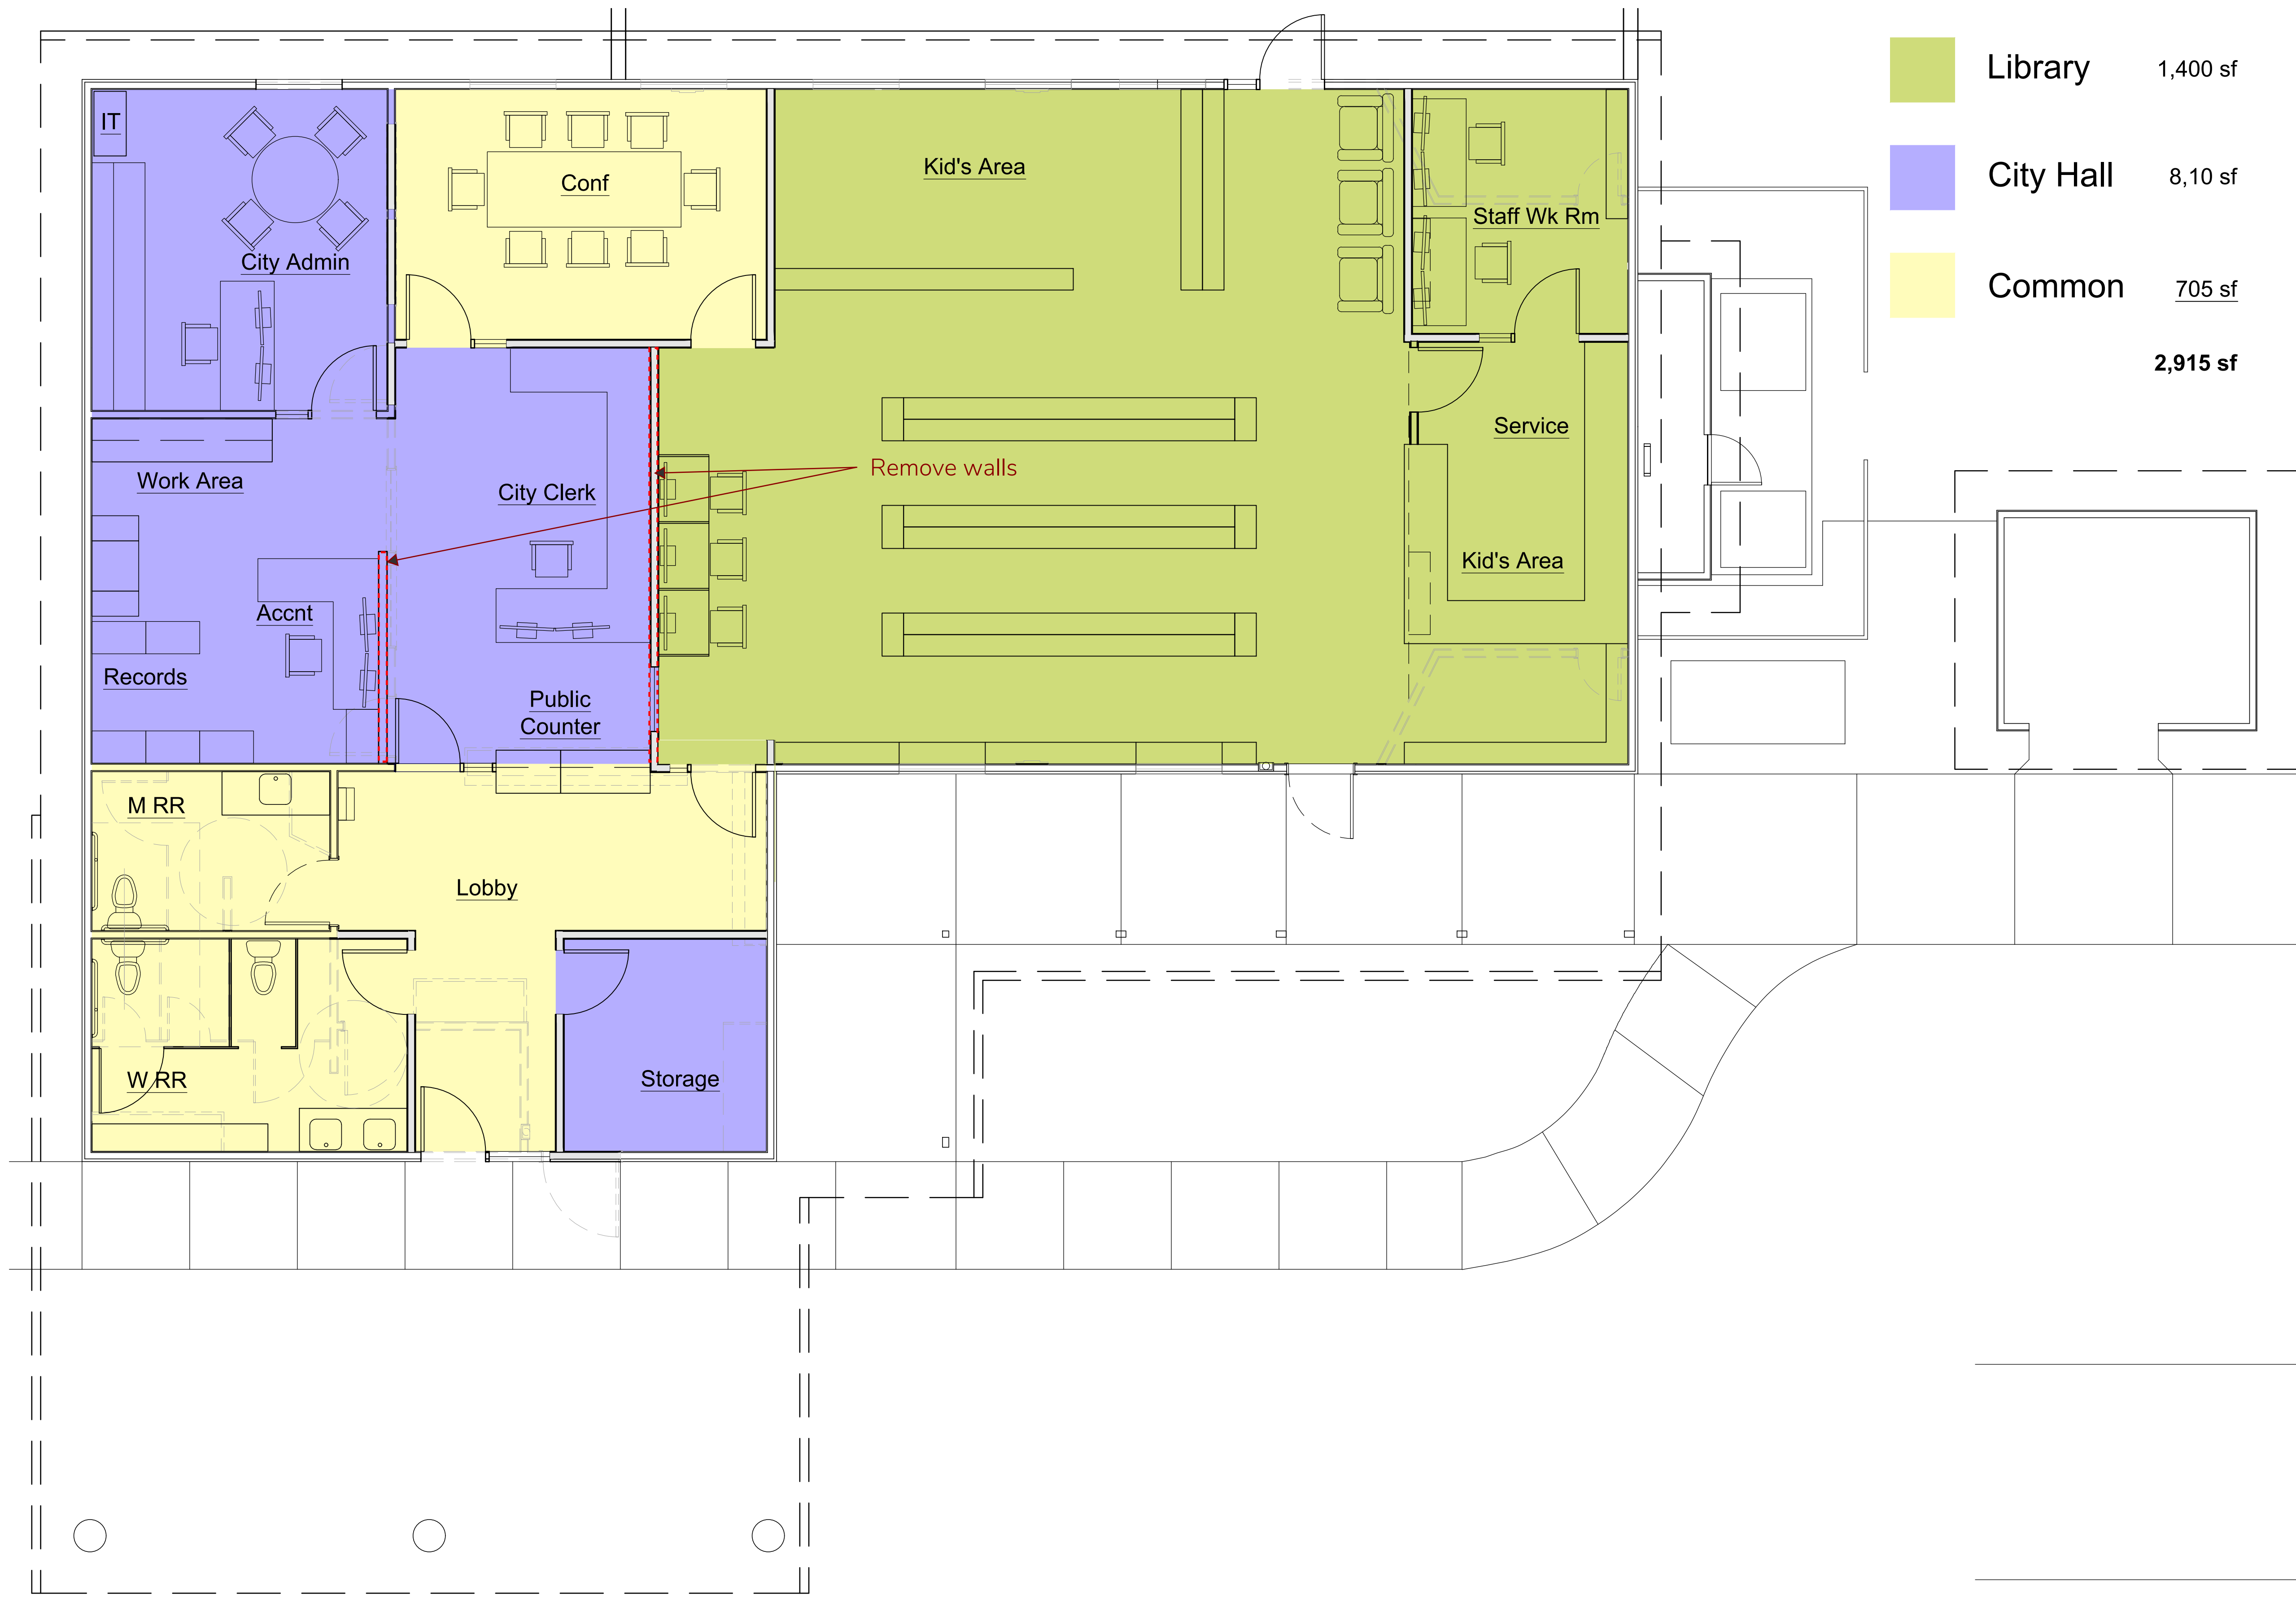 Library 1,400 sf
City Hall 8,10 sf
Common 705 sf
2,915 sf
IT
City Admin
Conf
Kid's Area
Staff Wk Rm
Work Area
City Clerk
Remove walls
Service
Kid's Area
Accnt
Records
Public
Counter
M RR
Lobby
W RR
Storage